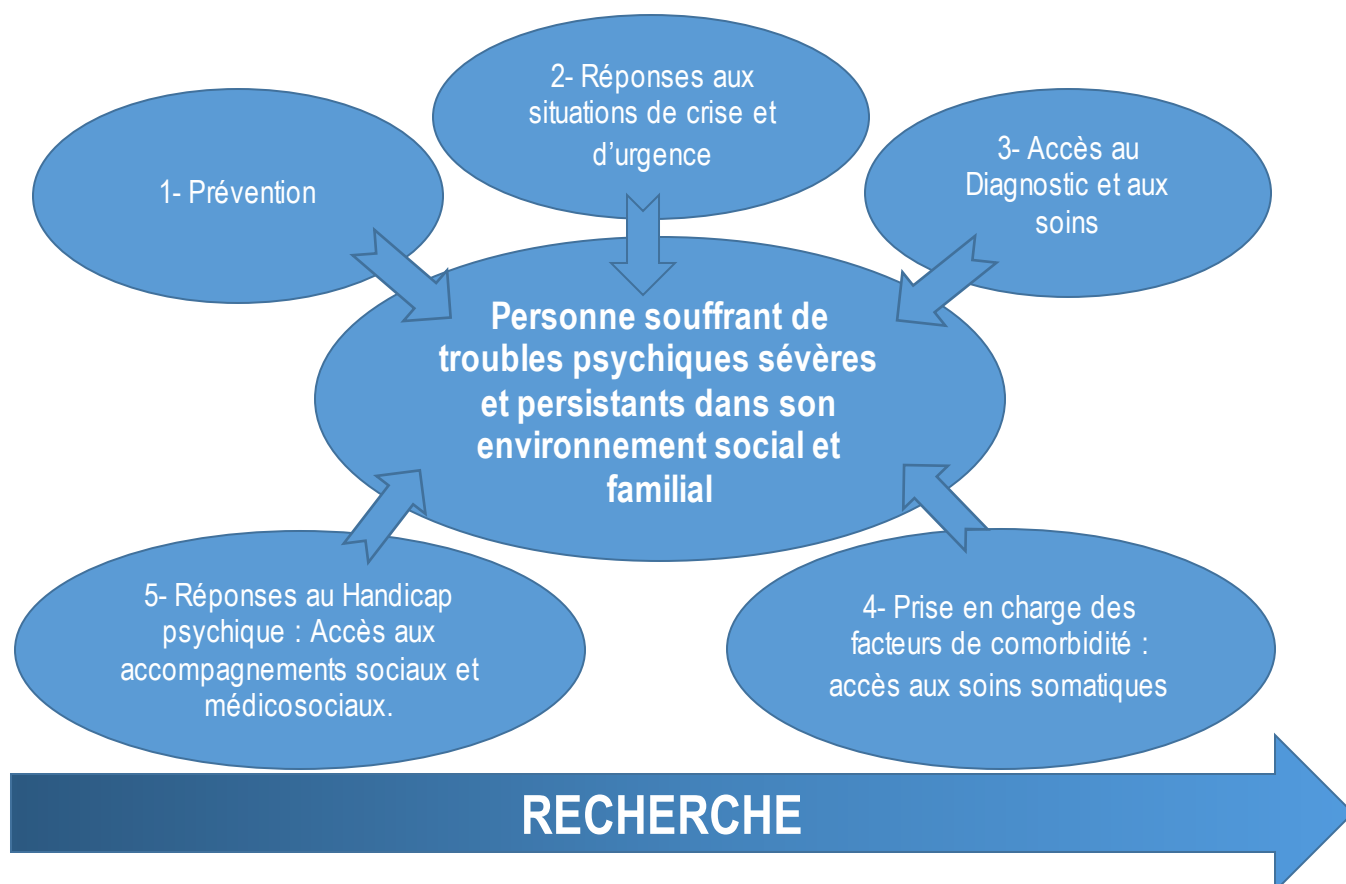 1- Prévention
2- Réponses aux
situations de crise et
d’urgence
3- Accès au
Diagnostic et aux
soins
Personne souffrant de
troubles psychiques sévères
et persistants dans son
environnement social et
familial
5- Réponses au Handicap
psychique : Accès aux
accompagnements sociaux et
médicosociaux.
4- Prise en charge des
facteurs de comorbidité :
accès aux soins somatiques
RECHERCHE